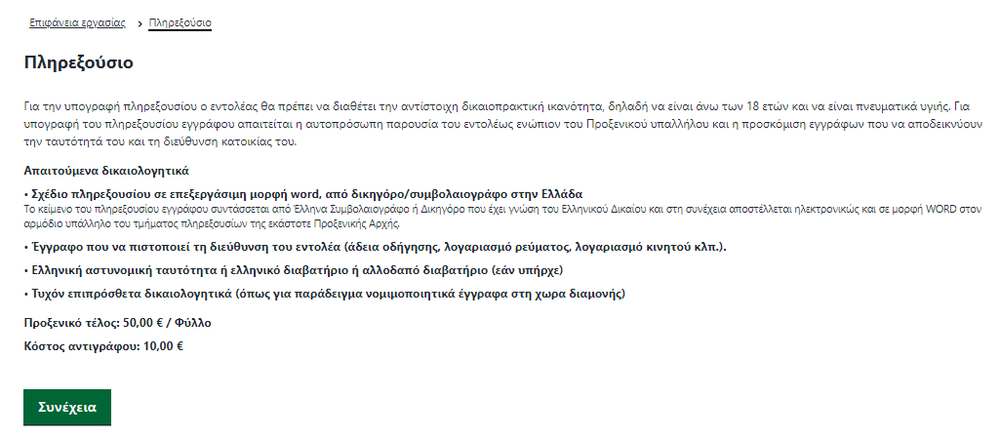 Επιφάνεια εργασίας > Πληρεξούσιο
Πληρεξούσιο
Για την υπογραφή πληρεξουσίου ο εντολέας θα πρέπει να διαθέτει την αντίστοιχη δικαιοπρακτική ικανότητα, δηλαδή να είναι άνω των 18 ετών και να είναι πνευματικά υγιής. Για
υπογραφή του πληρεξουσίου εγγράφου απαιτείται η αυτοπρόσωπη παρουσία του εντολέως ενώπιον του Προξενικού υπαλλήλου και η προσκόμιση εγγράφων που να αποδεικνύουν
την ταυτότητά του και τη διεύθυνση κατοικίας του.
Απαιτούμενα δικαιολογητικά
• Σχέδιο πληρεξουσίου σε επεξεργάσιμη μορφή word, από δικηγόρο/συμβολαιογράφο στην Ελλάδα
Το κείμενο του πληρεξουσίου εγγράφου συντάσσεται από Έλληνα Συμβολαιογράφο ή Δικηγόρο που έχει γνώση του Ελληνικού Δικαίου και στη συνέχεια αποστέλλεται ηλεκτρονικώς και σε μορφή WORD στον
αρμόδιο υπάλληλο του τμήματος πληρεξουσίων της εκάστοτε Προξενικής Αρχής.
• Έγγραφο που να πιστοποιεί τη διεύθυνση του εντολέα (άδεια οδήγησης, λογαριασμό ρεύματος, λογαριασμό κινητού κλπ.).
• Ελληνική αστυνομική ταυτότητα ή ελληνικό διαβατήριο ή αλλοδαπό διαβατήριο (εάν υπήρχε)
• Τυχόν επιπρόσθετα δικαιολογητικά (όπως για παράδειγμα νομιμοποιητικά έγγραφα στη χωρα διαμονής)
Προξενικό τέλος: 50,00 € / Φύλλο
Κόστος αντιγράφου: 10,00 €
Συνέχεια